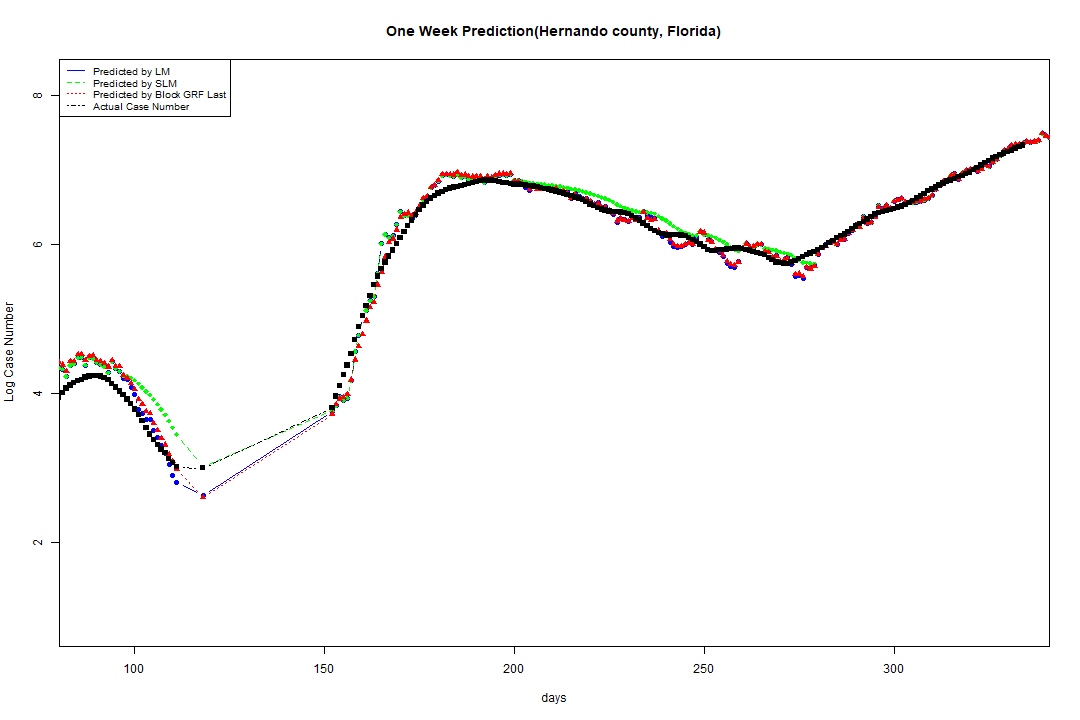 One Week Prediction(Hernando county, Florida)
Predicted by LM
Predicted by SLM
Predicted by Block GRF Last
Actual Case Number
8
6
4
2
Log Case Number
100 150 200 250 300
days